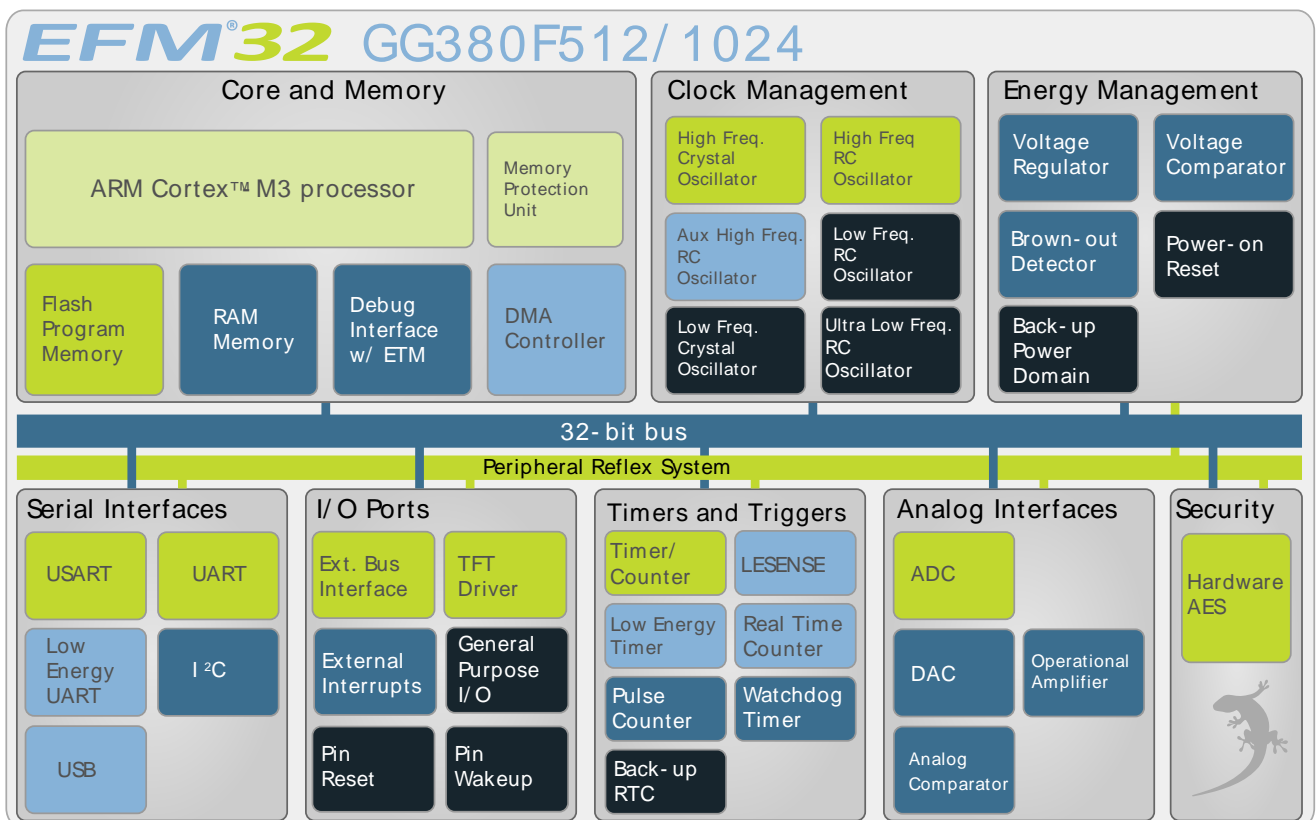 EFM®32 GG380F512/1024
Core and Memory
ARM Cortex™ M3 processor
Memory
Protection
Unit
Flash
Program
Memory
RAM
Memory
Debug
Interface
w/ ETM
DMA
Controller
Clock Management
High Freq.
Crystal
Oscillator
High Freq
RC
Oscillator
Aux High Freq.
RC
Oscillator
Low Freq.
RC
Oscillator
Low Freq.
Crystal
Oscillator
Ultra Low Freq.
RC
Oscillator
Energy Management
Voltage
Regulator
Voltage
Comparator
Brown-out
Detector
Power-on
Reset
Back-up
Power
Domain
32-bit bus
Peripheral Reflex System
Serial Interfaces
USART
UART
Low
Energy
UART
I²C
USB
I/O Ports
Ext. Bus
Interface
TFT
Driver
External
Interrupts
General
Purpose
I/O
Pin
Reset
Pin
Wakeup
Timers and Triggers
Timer/
Counter
LESENSE
Low Energy
Timer
Real Time
Counter
Pulse
Counter
Watchdog
Timer
Back-up
RTC
Analog Interfaces
ADC
DAC
Operational
Amplifier
Analog
Comparator
Security
Hardware
AES